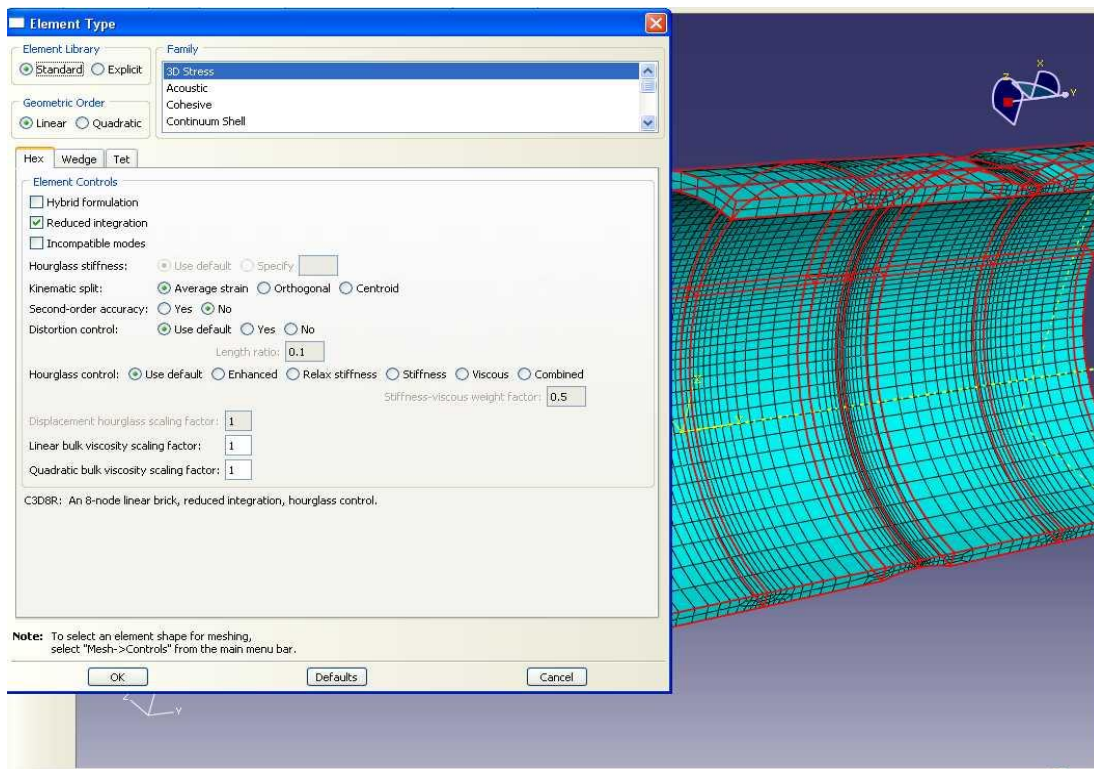 Element Type
Element Library
Standard Explicit
Family
3D Stress
Acoustic
Cohesive
Continuum Shell
Geometric Order
Linear Quadratic
Hex Wedge Tet
Element Controls
Hybrid formulation
Reduced integration
Incompatible modes
Hourglass stiffness: Use default Specify
Kinematic split: Average strain Orthogonal Centroid
Second-order accuracy: Yes No
Distortion control: Use default Yes No
Length ratio: 0.1
Hourglass control: Use default Enhanced Relax stiffness Stiffness Viscous Combined
Stiffness-viscous weight factor: 0.5
Displacement hourglass scaling factor: 1
Linear bulk viscosity scaling factor: 1
Quadratic bulk viscosity scaling factor: 1
C3D8R: An 8-node linear brick, reduced integration, hourglass control.
Note: To select an element shape for meshing,
select "Mesh->Controls" from the main menu bar.
OK Defaults Cancel
X
Z
Y
Z
Y